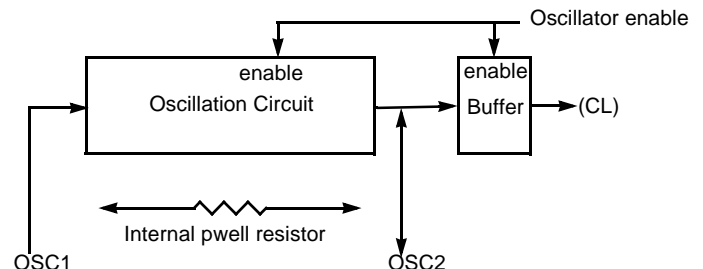 Oscillator enable
enable
Oscillation Circuit
enable
Buffer
(CL)
Internal pwell resistor
OSC1
OSC2